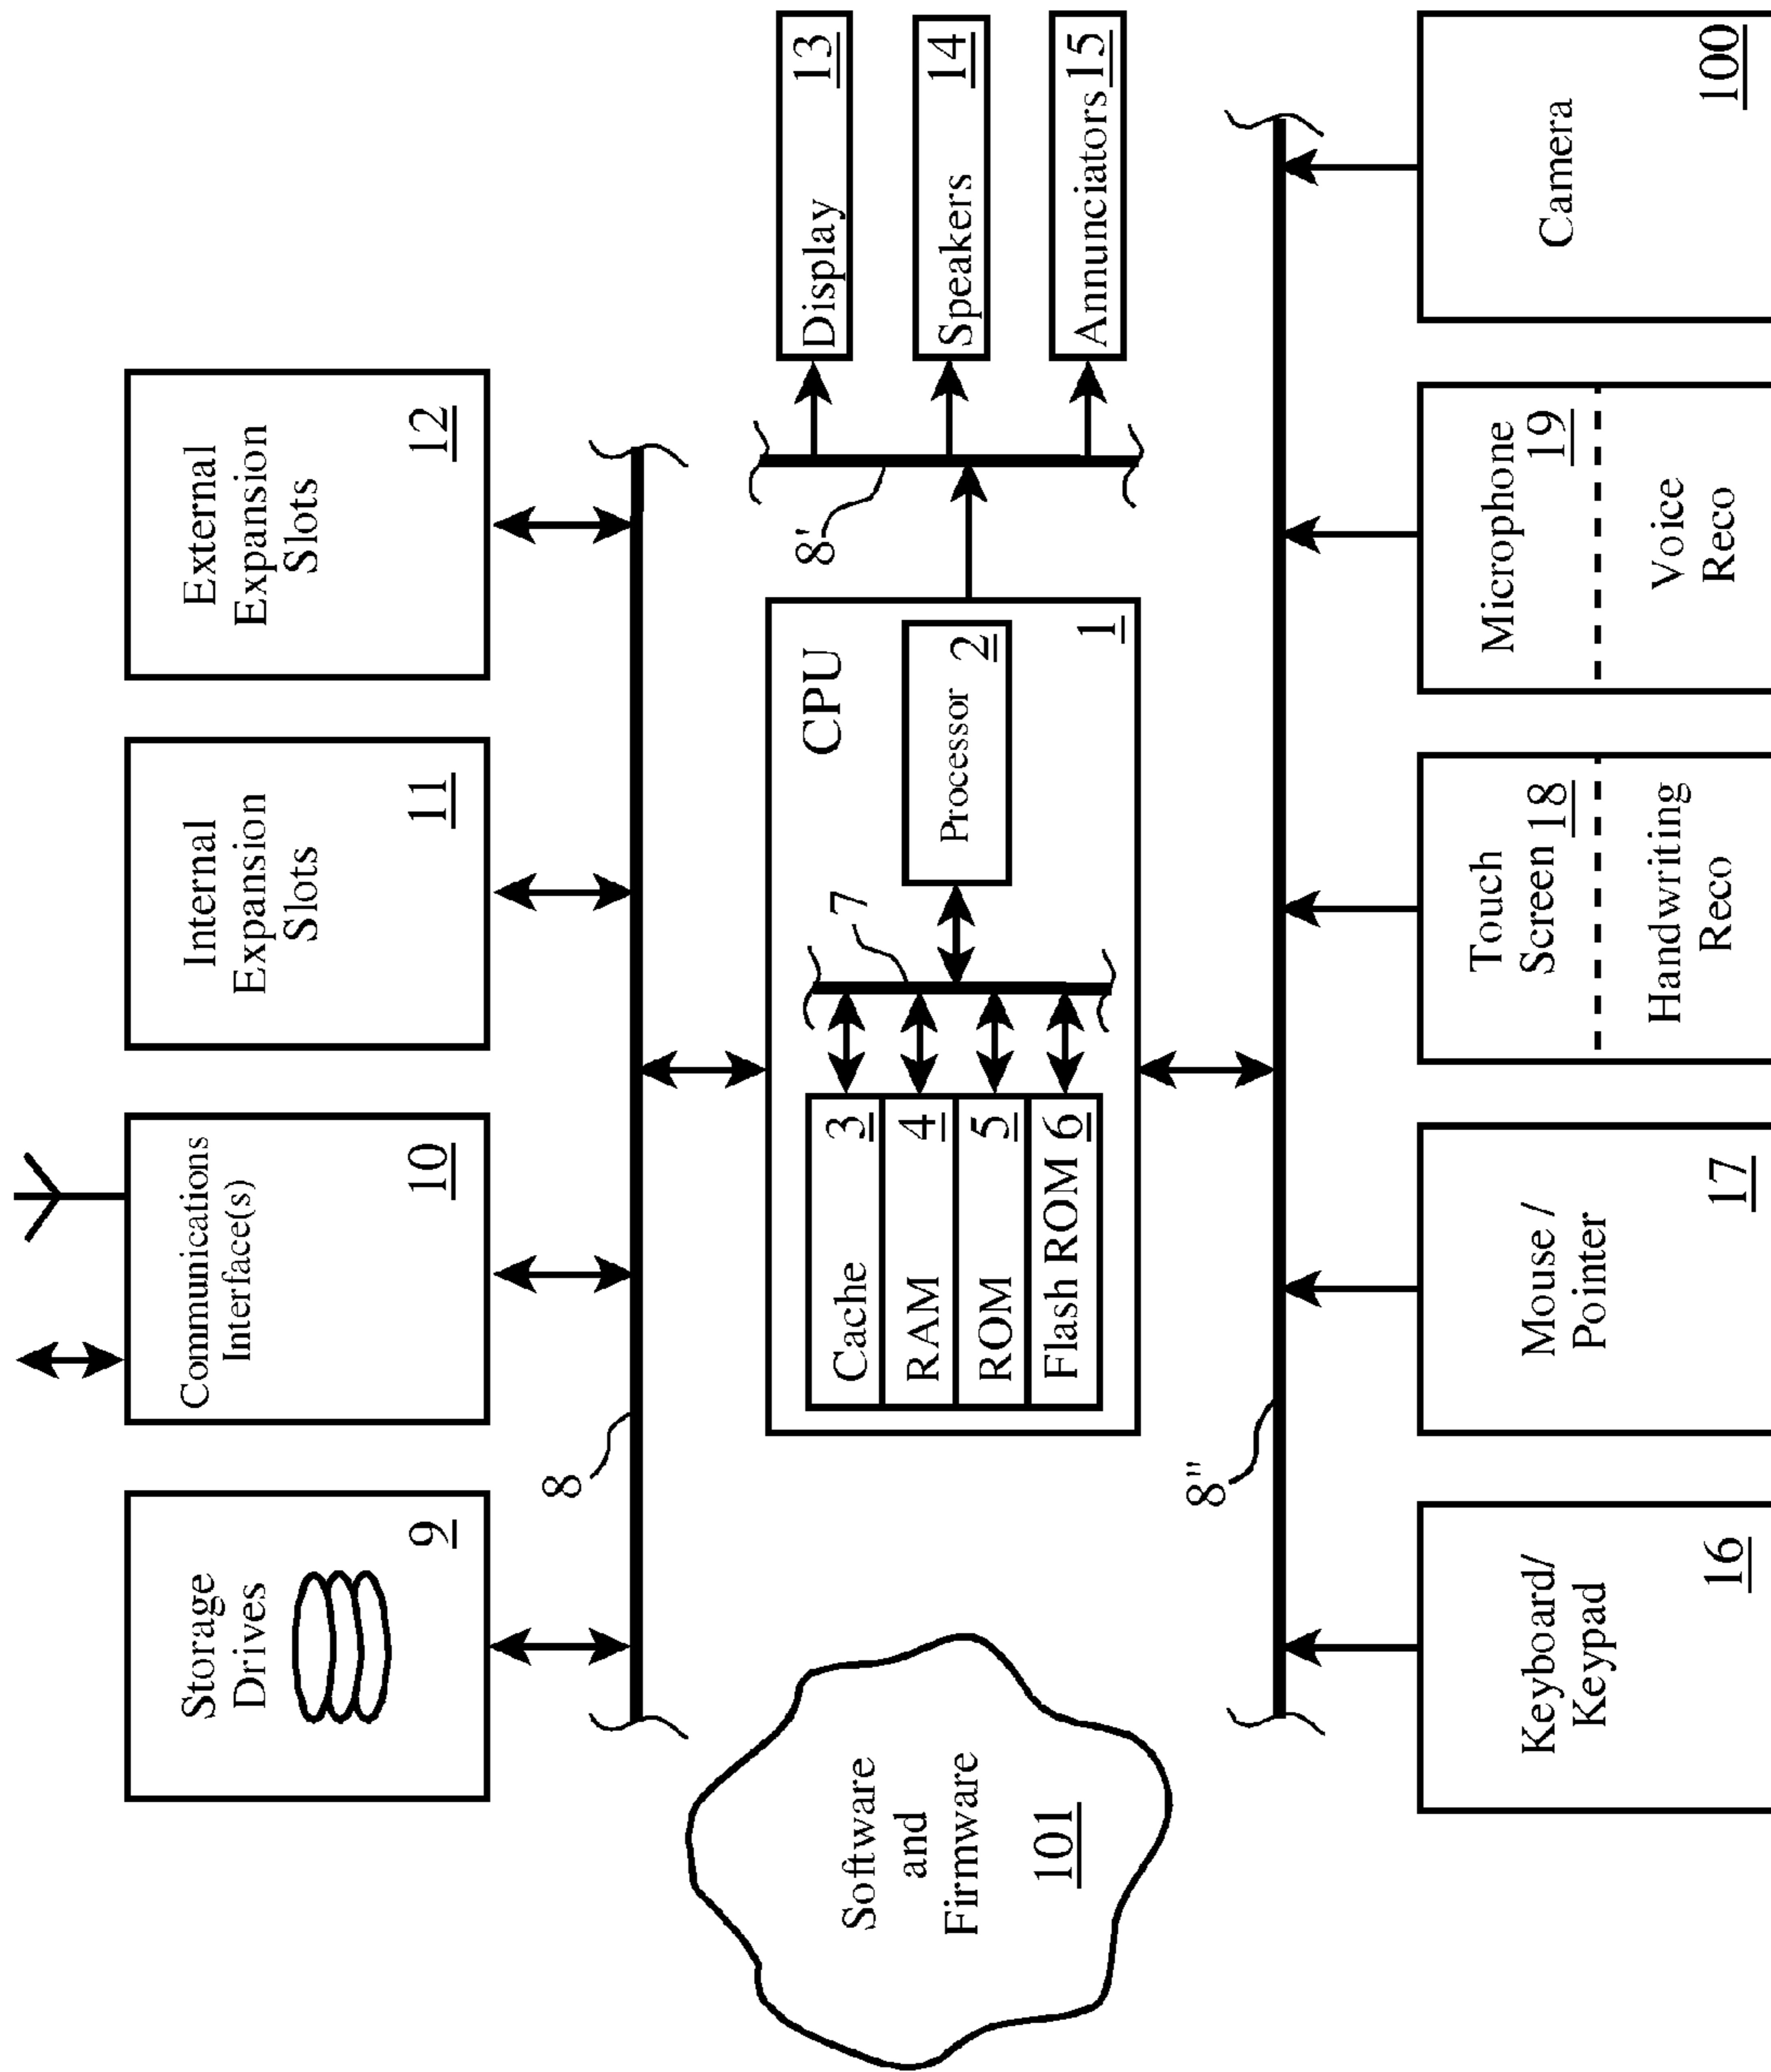 Storage
Drives
9
Communications
Interface(s)
10
Internal
Expansion
Slots
11
External
Expansion
Slots
12
8
CPU
Cache 3
RAM 4
ROM 5
Flash ROM 6
7
Processor 2
1
8'
Display 13
Speakers 14
Annunciators 15
Software
and
Firmware
101
8"
Keyboard/
Keypad
16
Mouse /
Pointer
17
Touch
Screen 18
Handwriting
Reco
Microphone
19
Voice
Reco
Camera
100